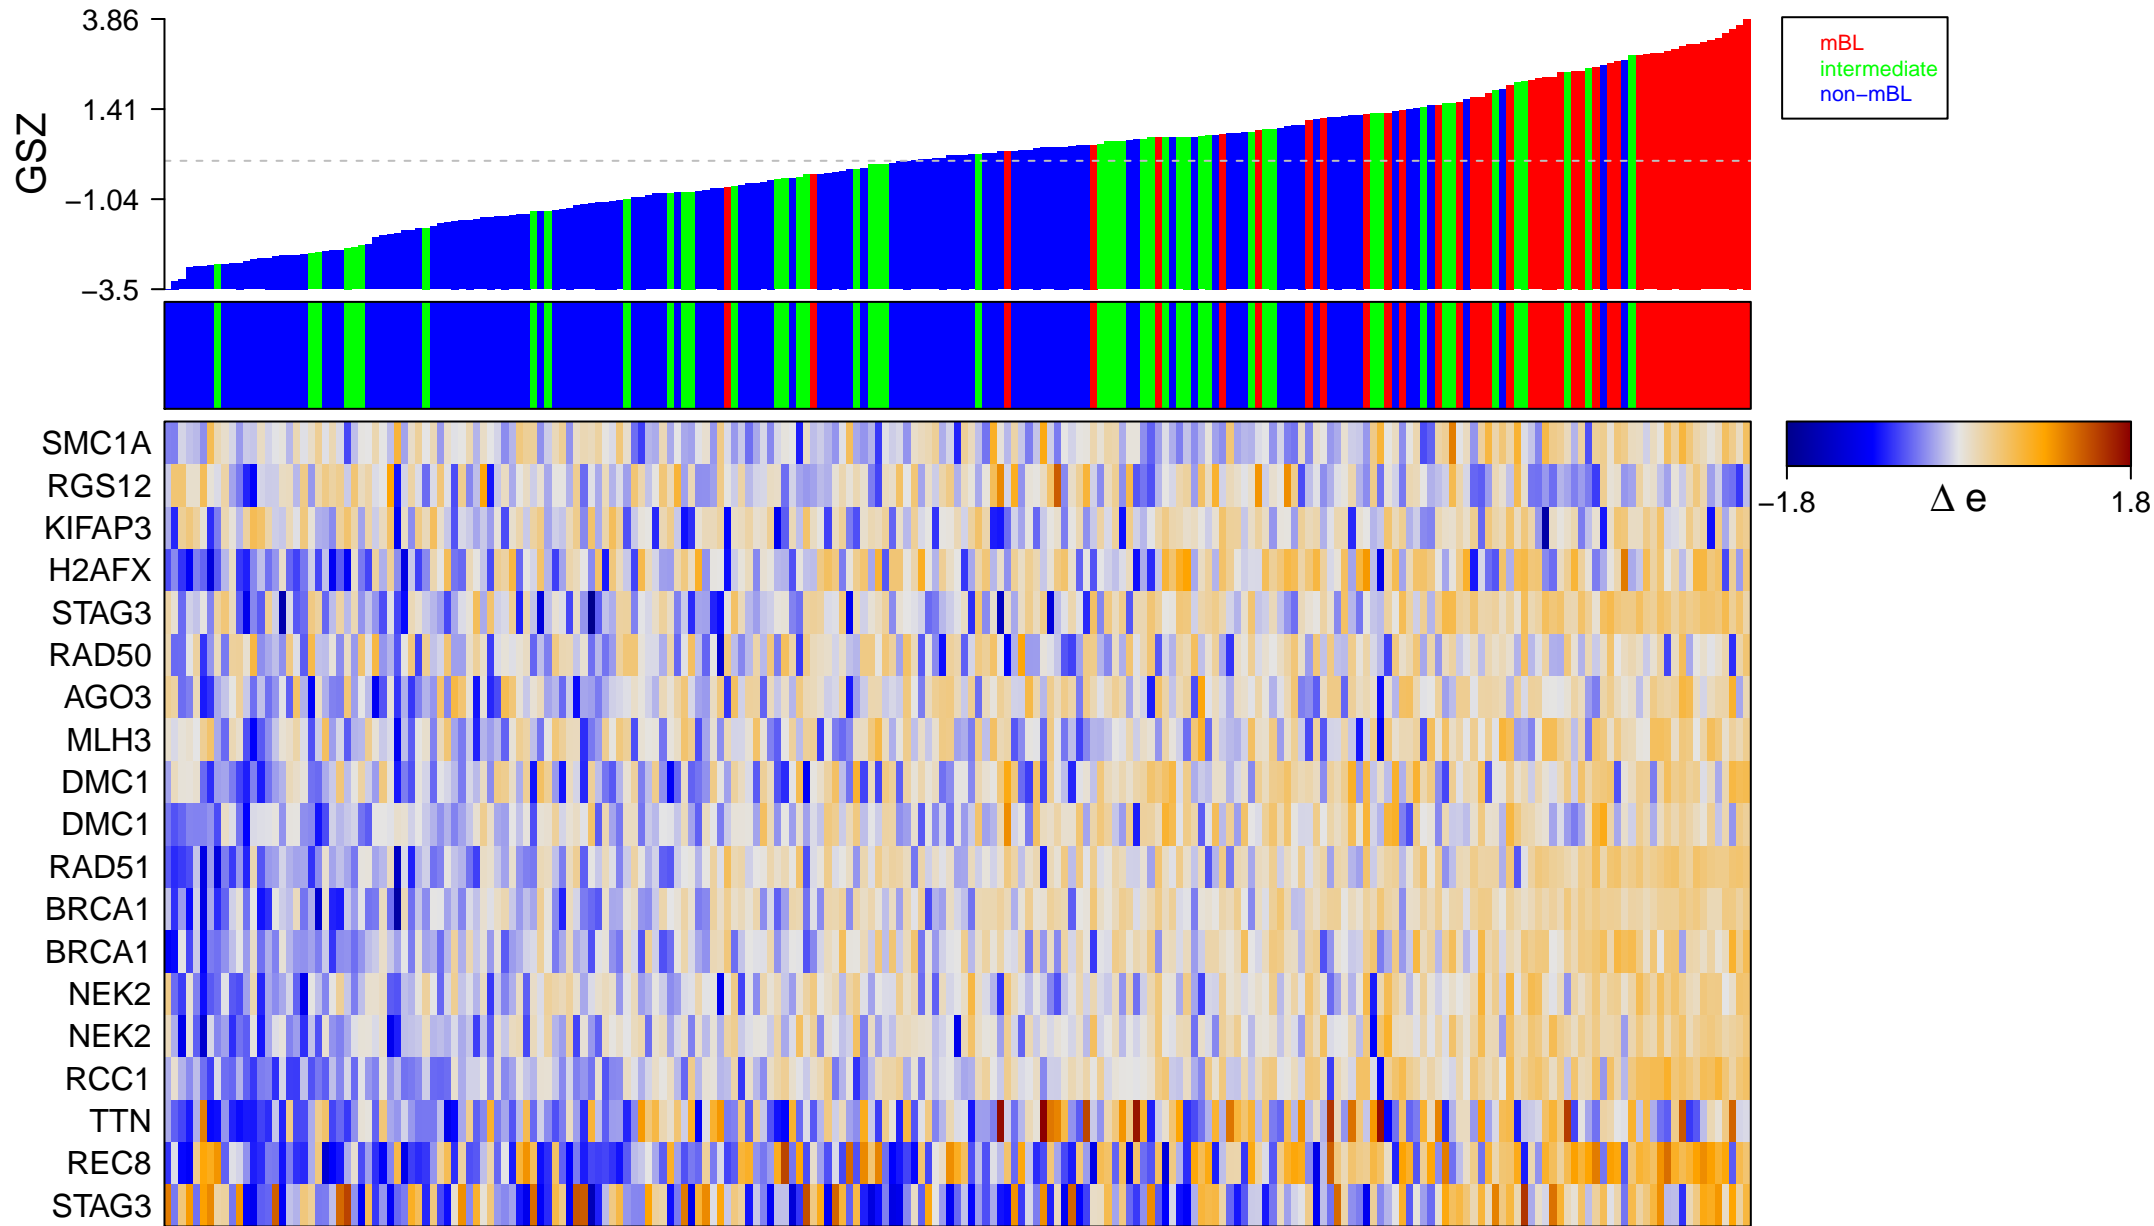 3.86
1.41
−1.04
−3.5
GSZ
mBL
intermediate
non−mBL
SMC1A
RGS12
KIFAP3
H2AFX
STAG3
RAD50
AGO3
MLH3
DMC1
DMC1
RAD51
BRCA1
BRCA1
NEK2
NEK2
RCC1
TTN
REC8
STAG3
−1.8
Δ e
1.8